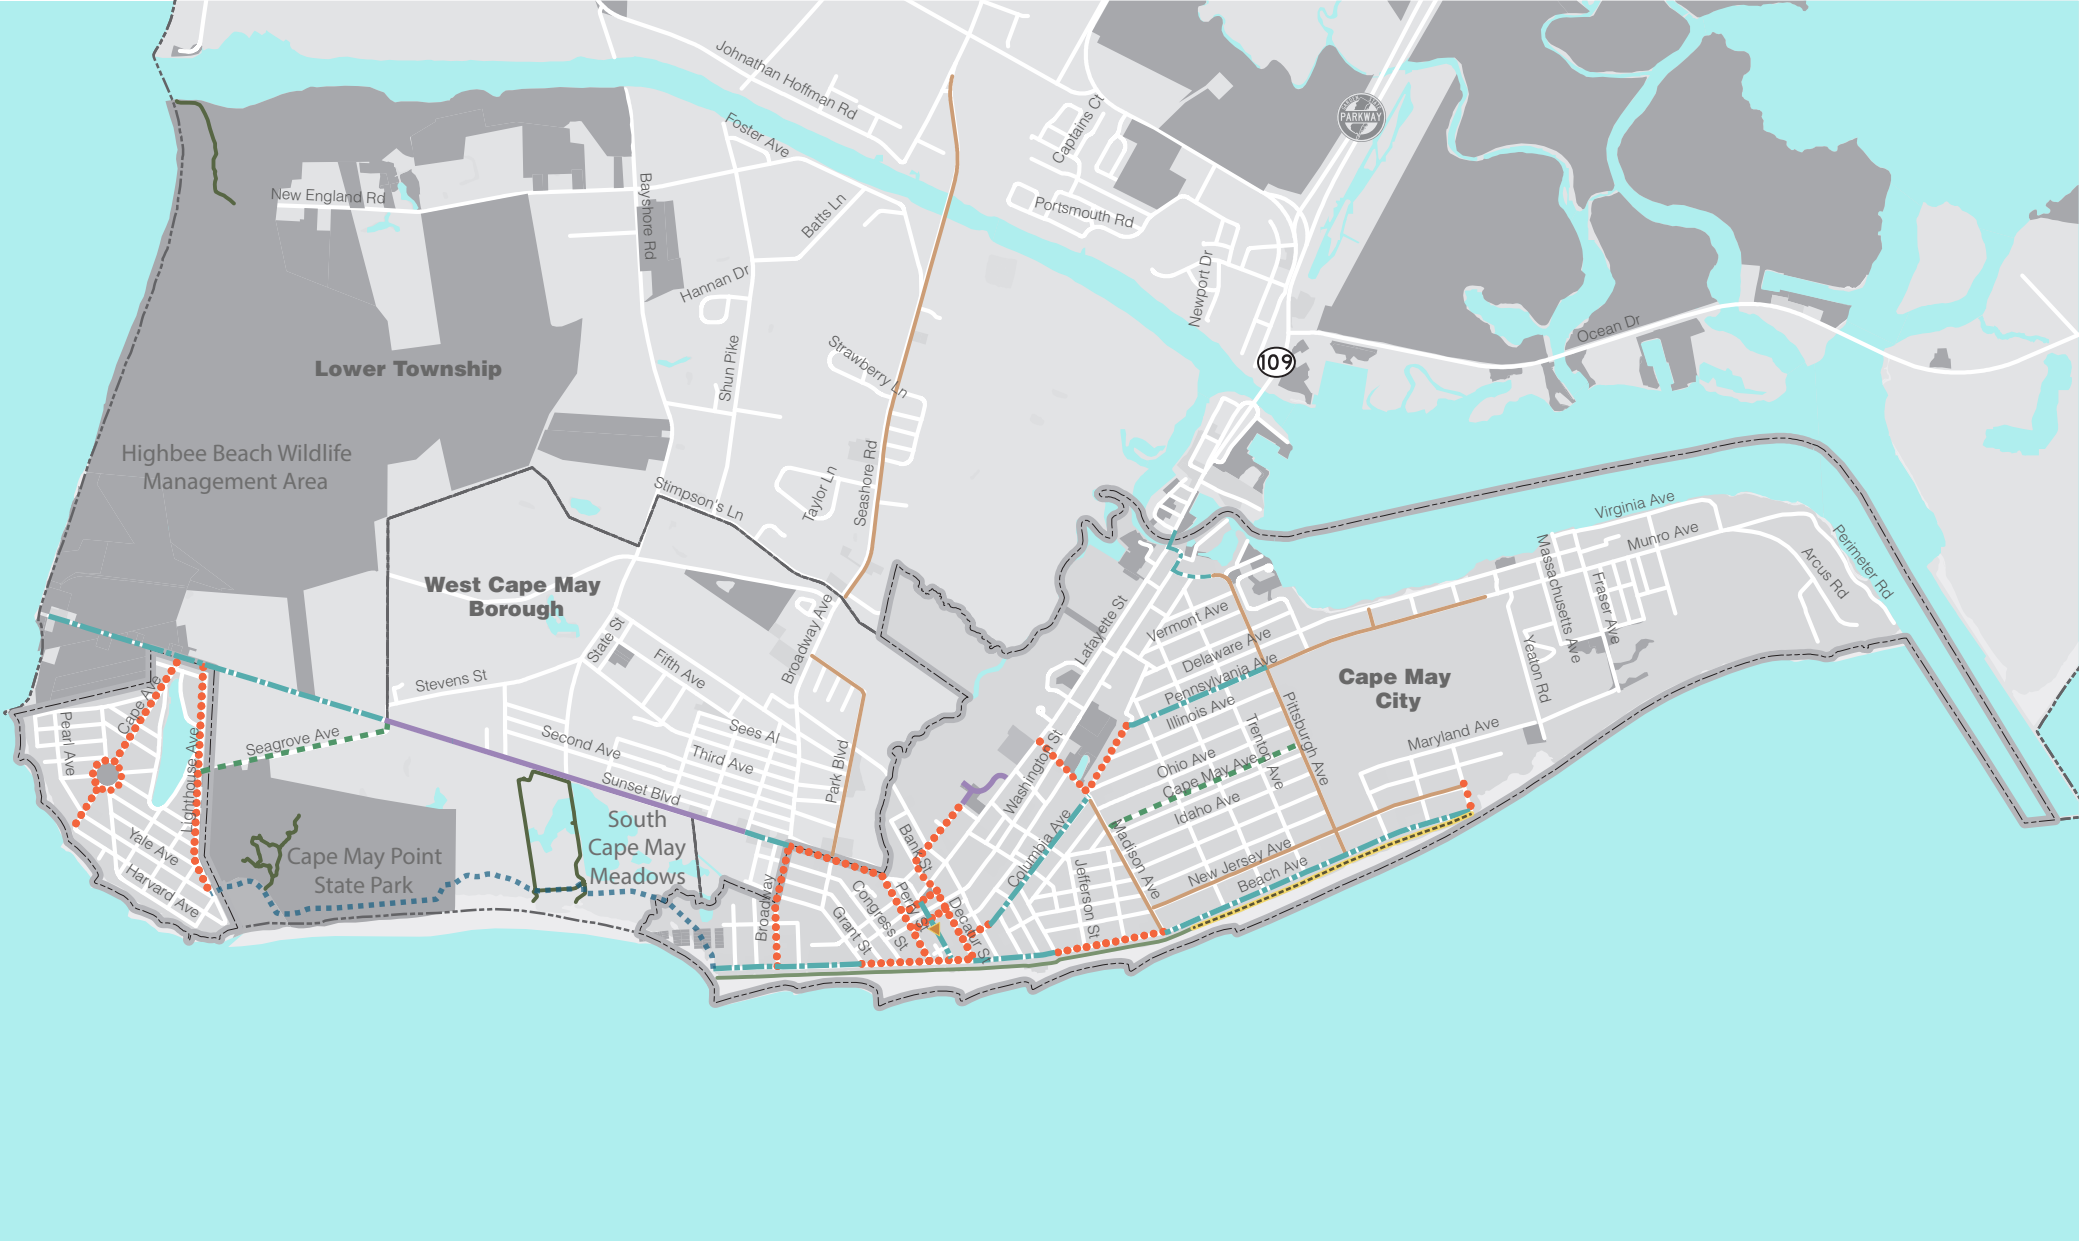 Johnathan Hoffman Rd
Foster Ave
Captains Ct
PARKWAY
Portsmouth Rd
New England Rd
Bayshore Rd
Batts Ln
Hannan Dr
Newport Dr
Ocean Dr
109
Shun Pike
Strawberry Ln
Lower Township
Highbee Beach Wildlife
Management Area
Seashore Rd
Taylor Ln
Stimpson's Ln
Virginia Ave
Munro Ave
Perimeter Rd
Arcus Rd
Massachusetts Ave
Fraser Ave
Yeaton Rd
West Cape May
Borough
Broadway Ave
State St
Fifth Ave
Stevens St
Lafayette St
Vermont Ave
Delaware Ave
Pennsylvania Ave
Illinois Ave
Cape May
City
Pittsburgh Ave
Trenton Ave
Maryland Ave
Cape Ave
Pearl Ave
Lighthouse Ave
Seagrove Ave
Second Ave
Sees Al
Third Ave
Park Blvd
Sunset Blvd
Washington St
Ohio Ave
Cape May Ave
Idaho Ave
South
Cape May
Meadows
Cape May Point
State Park
Yale Ave
Harvard Ave
Bank St
Columbia Ave
Madison Ave
Jefferson St
New Jersey Ave
Beach Ave
Broadway
Congress St
Grant St
Perry St
Decatur St